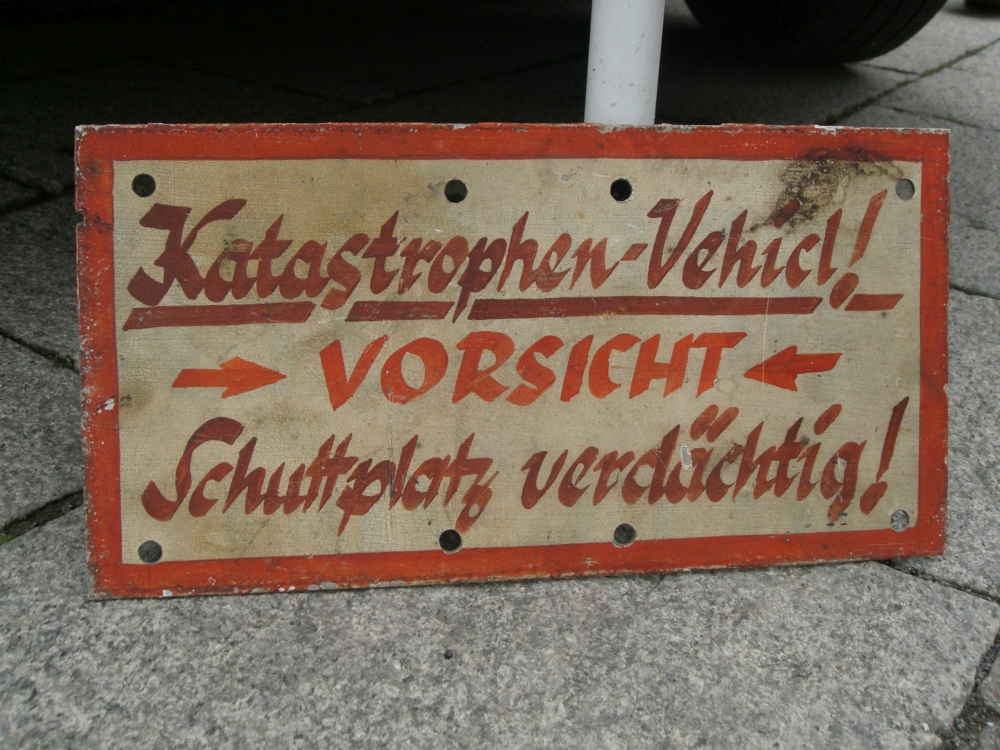 Katastrophen-Vehicl!
VORSICHT
Schuttplatz verdächtig!